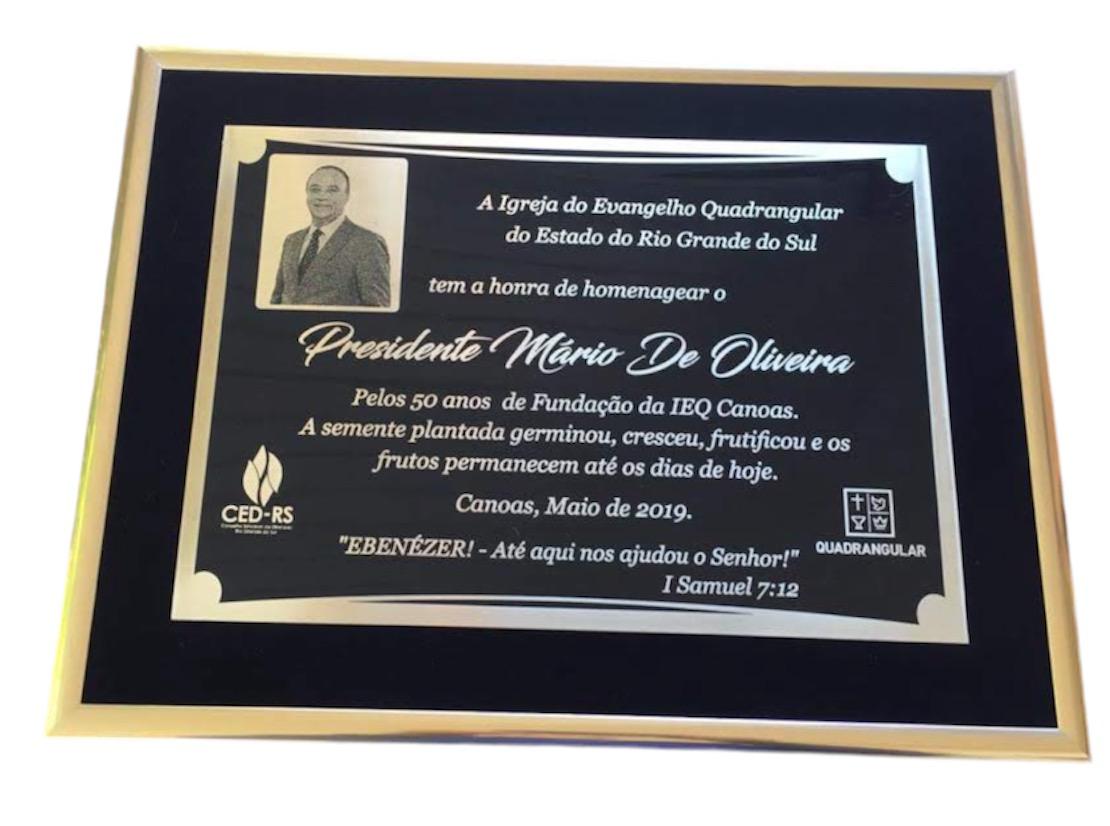 A Igreja do Evangelho Quadrangular
do Estado do Rio Grande do Sul
tem a honra de homenagear o
Presidente Mário De Oliveira
Pelos 50 anos de Fundação da IEQ Canoas.
A semente plantada germinou, cresceu, frutificou e os
frutos permanecem até os dias de hoje.
Canoas, Maio de 2019.
"EBENÉZER! - Até aqui nos ajudou o Senhor!"
I Samuel 7:12
CED-RS
QUADRANGULAR